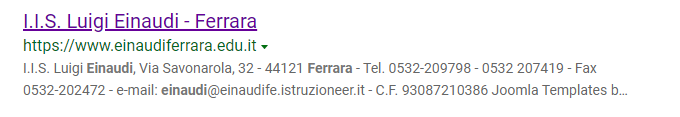 I.I.S. Luigi Einaudi - Ferrara
https://www.einaudiferrara.edu.it
I.I.S. Luigi Einaudi, Via Savonarola, 32 - 44121 Ferrara - Tel. 0532-209798 - 0532 207419 - Fax
0532-202472 - e-mail: einaudi@einaudife.istruzioneer.it - C.F. 93087210386 Joomla Templates b...